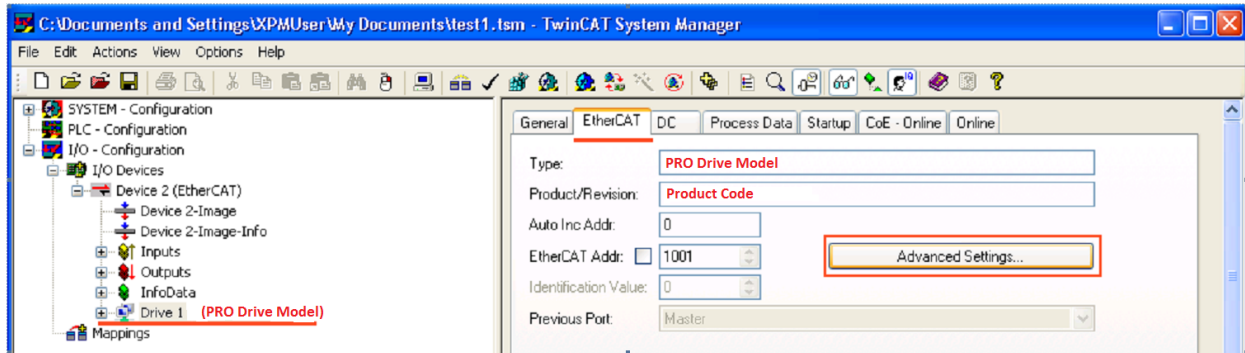 C:\Documents and Settings\XPMUser\My Documents\test1.tsm - TwinCAT System Manager
File Edit Actions View Options Help
SYSTEM - Configuration
PLC - Configuration
I/O - Configuration
I/O Devices
Device 2 (EtherCAT)
Device 2-Image
Device 2-Image-Info
Inputs
Outputs
InfoData
Drive 1 (PRO Drive Model)
Mappings
General EtherCAT DC Process Data Startup CoE - Online Online
Type: PRO Drive Model
Product/Revision: Product Code
Auto Inc Addr: 0
EtherCAT Addr: 1001 Advanced Settings...
Identification Value: 0
Previous Port: Master